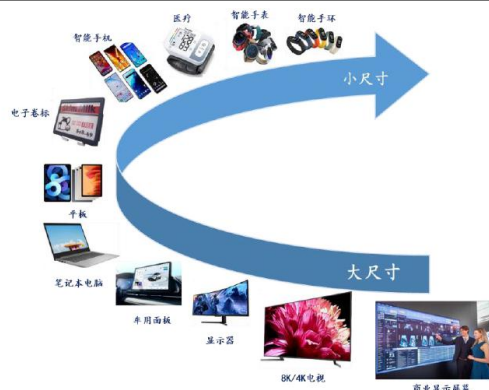 医疗
智能手表
智能手环
智能手机
小尺寸
电子卷标
平板
大尺寸
笔记本电脑
车用面板
显示器
8K/4K电视
商业显示屏幕